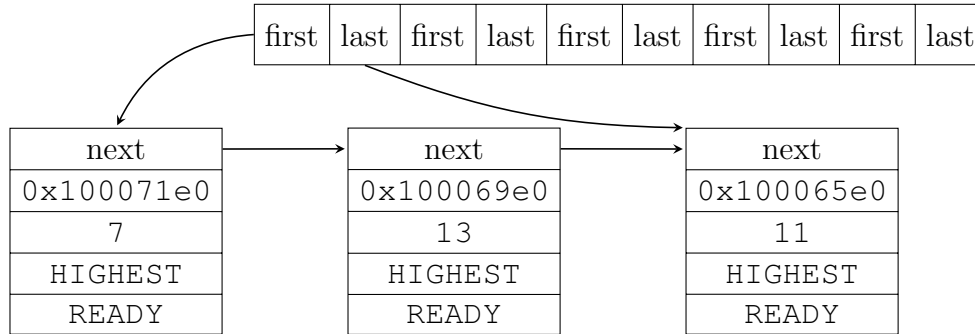 first last first last first last first last first last
next next next
0x100071e0 0x100069e0 0x100065e0
7 13 11
HIGHEST HIGHEST HIGHEST
READY READY READY